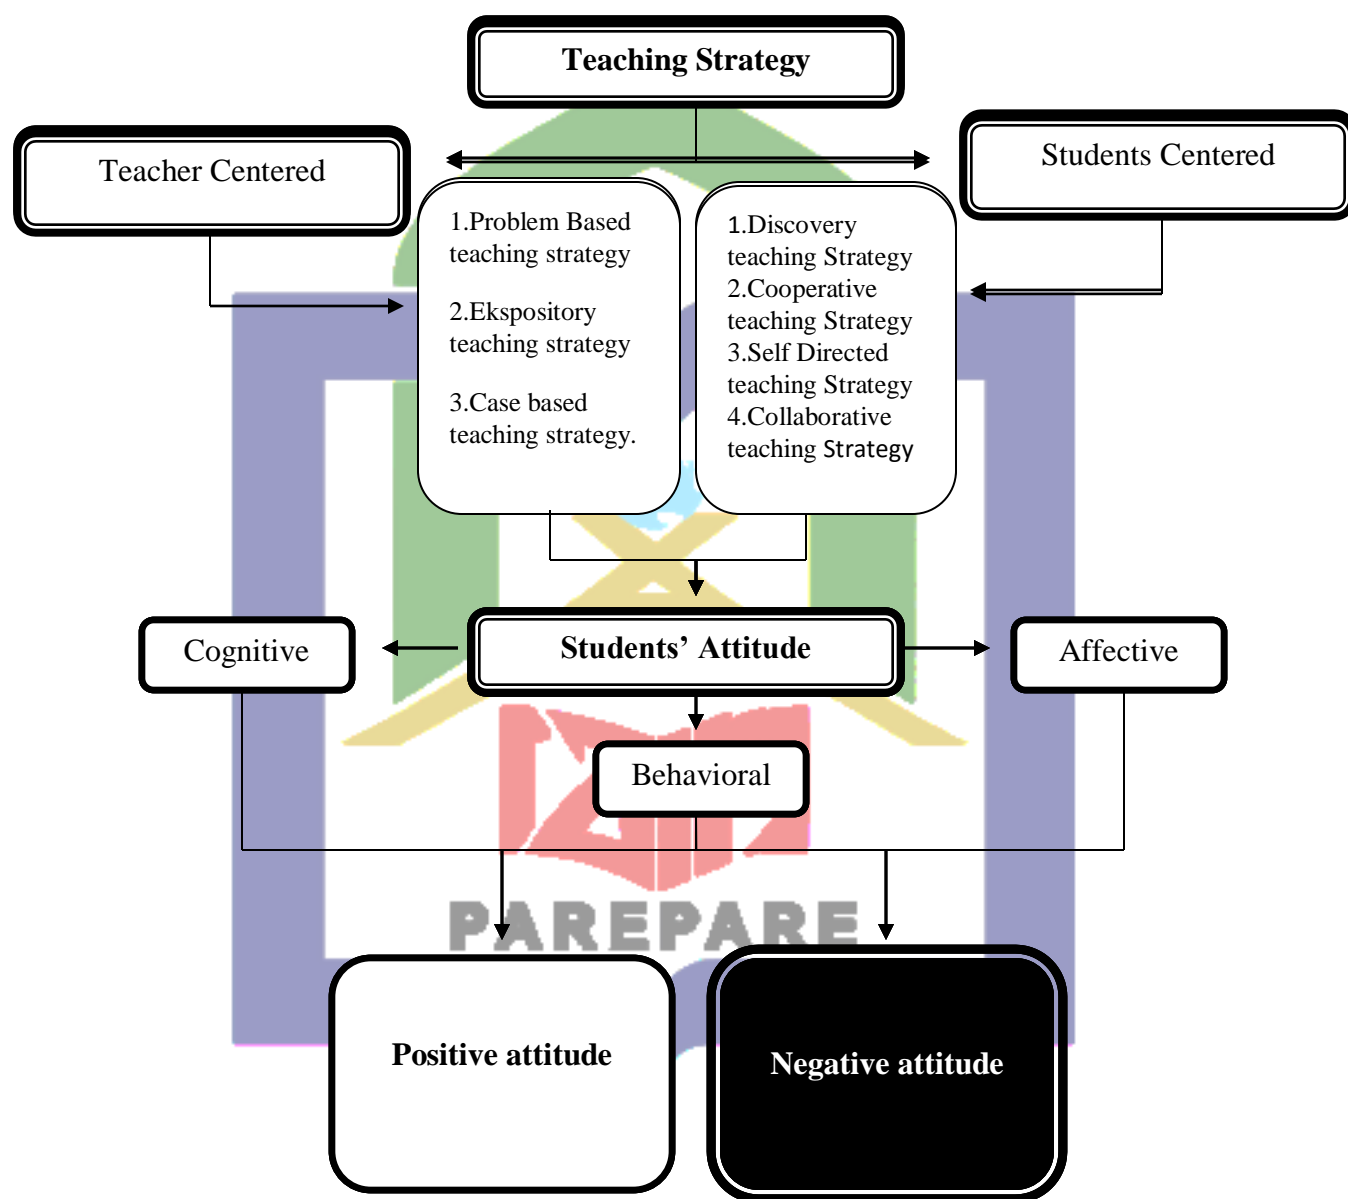 Teaching Strategy
Teacher Centered
Students Centered
1.Problem Based
teaching strategy
2.Ekspository
teaching strategy
3.Case based
teaching strategy.
1.Discovery
teaching Strategy
2.Cooperative
teaching Strategy
3.Self Directed
teaching Strategy
4.Collaborative
teaching Strategy
Cognitive
Students’ Attitude
Affective
Behavioral
PAREPARE
Positive attitude
Negative attitude